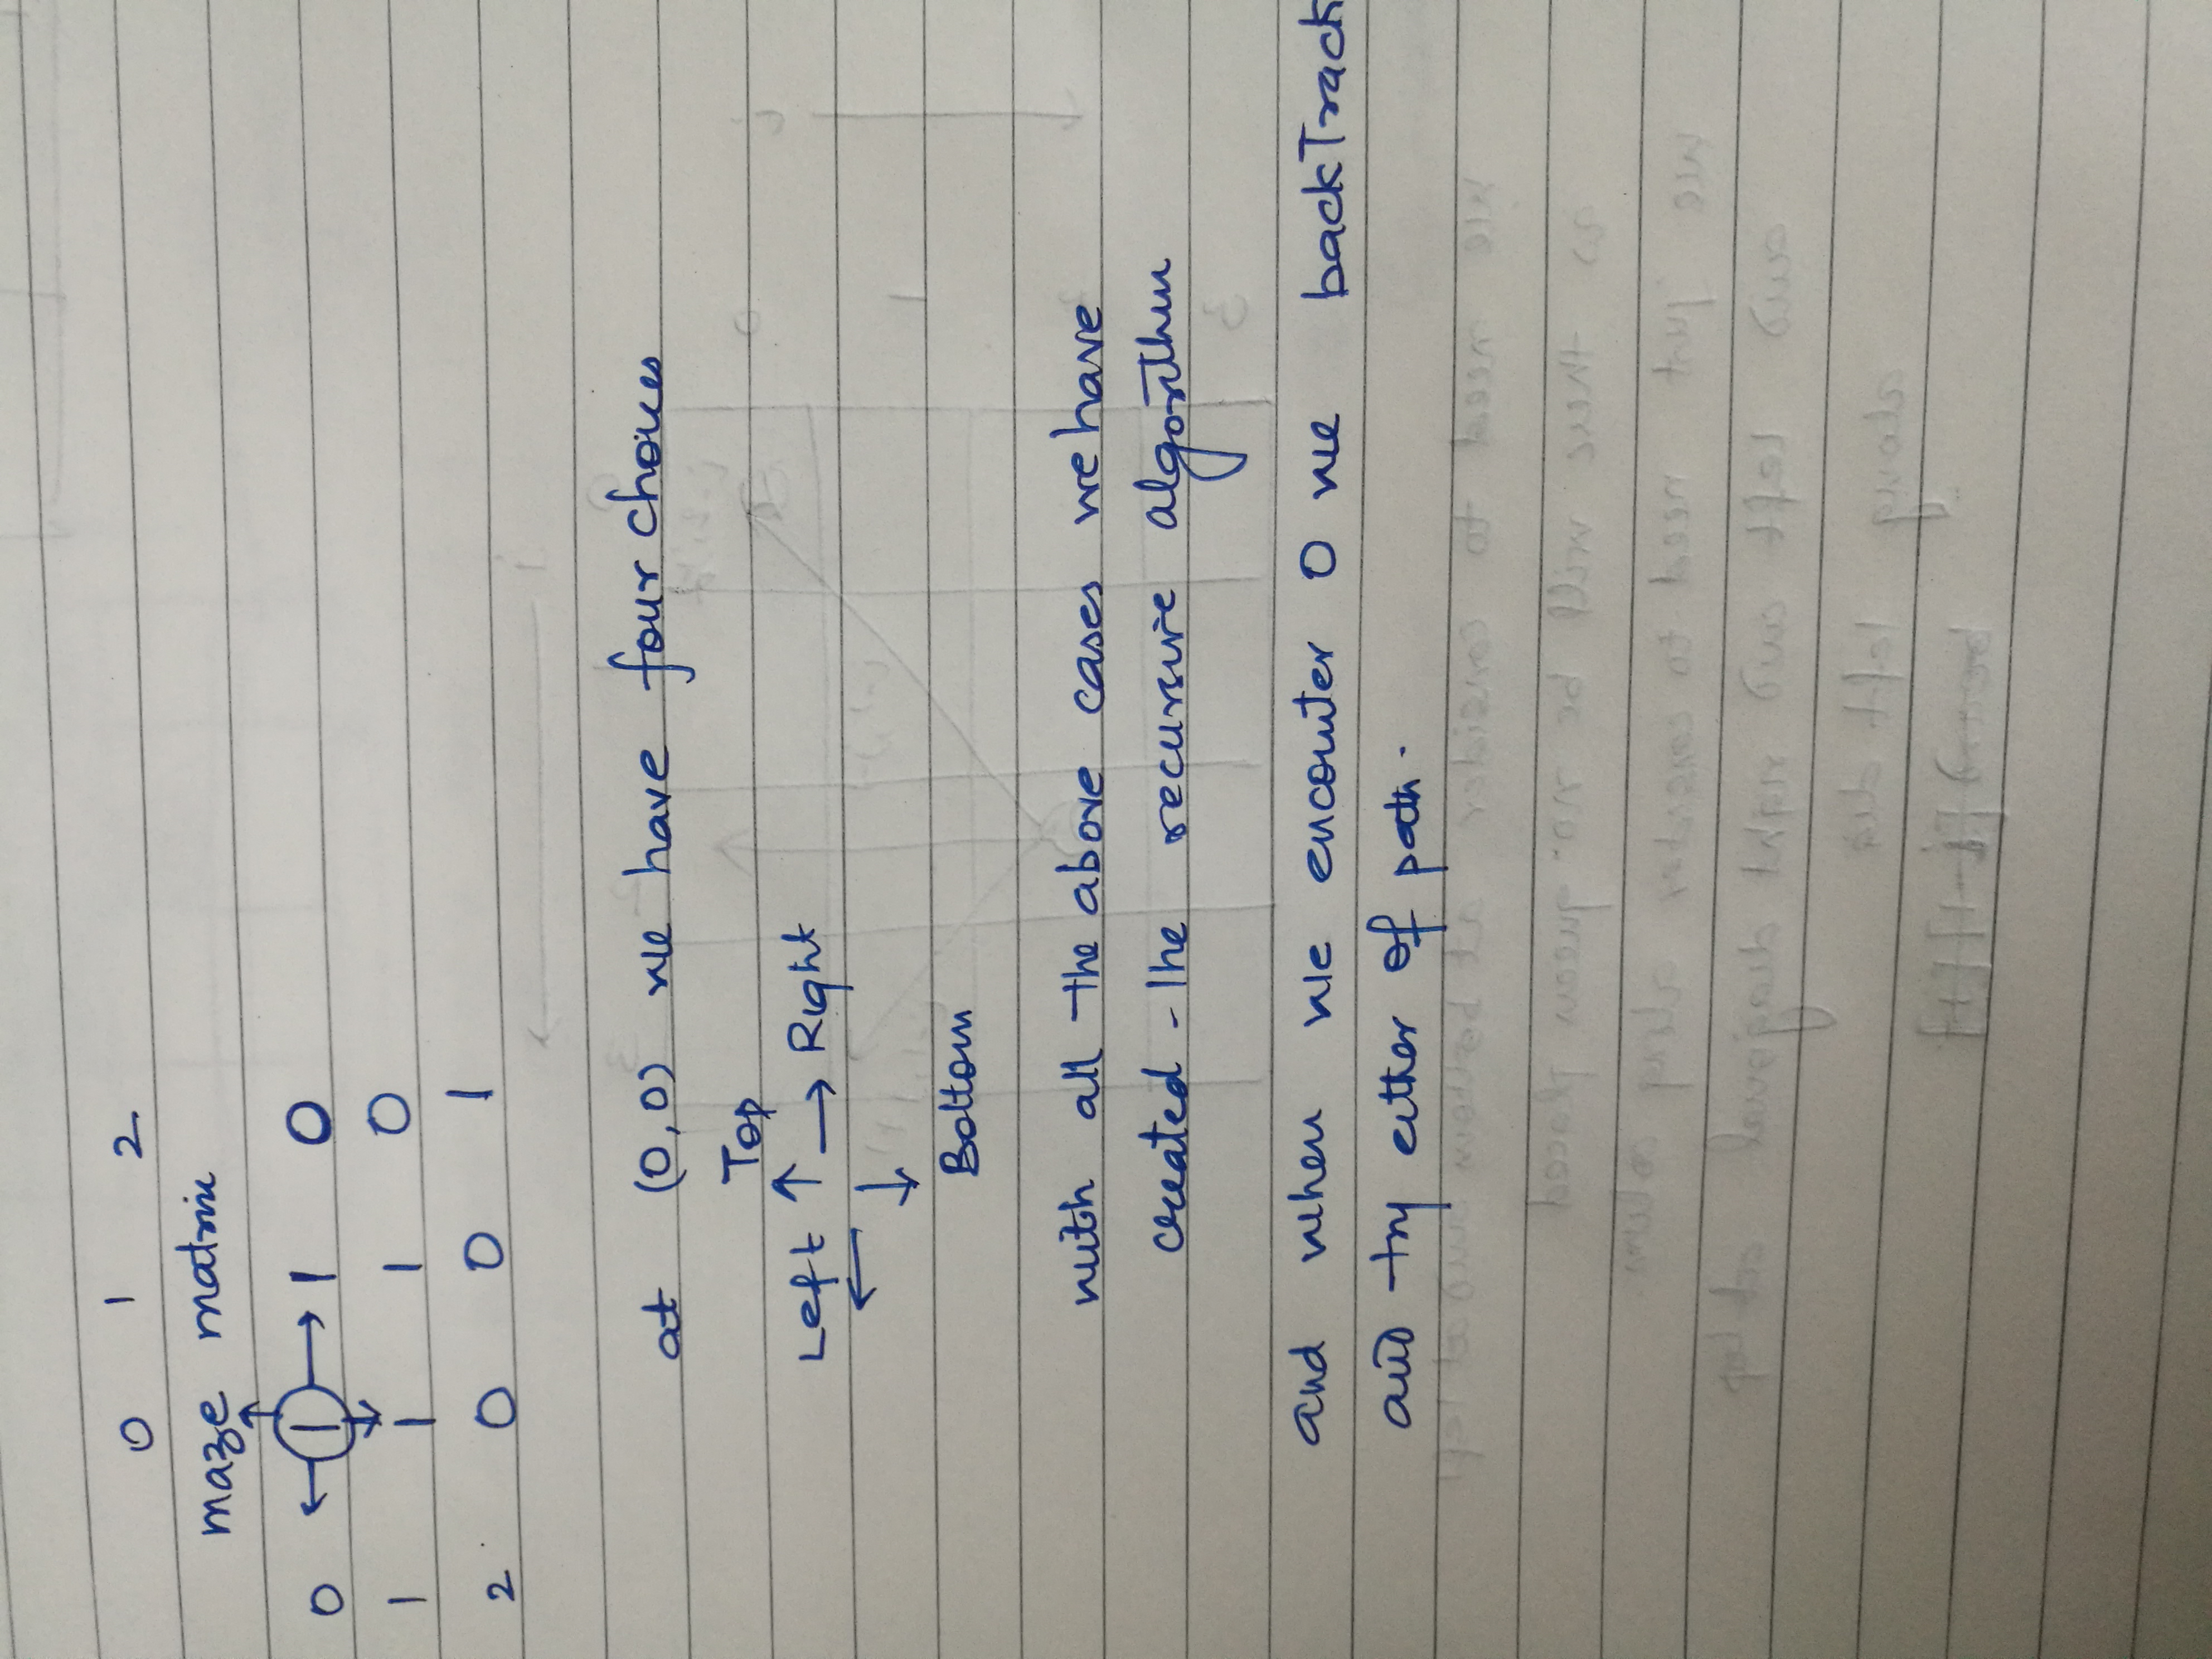 0 1 2
maze matrix
0 ← 1 → 1 0
1 1 1 0
2 0 0 1
at (0,0) we have four choices
Top
Left ↑ → Right
← ↓
Bottom
with all the above cases we have
created the recursive algorithm
and when we encounter 0 we backTrack
and try either of path.